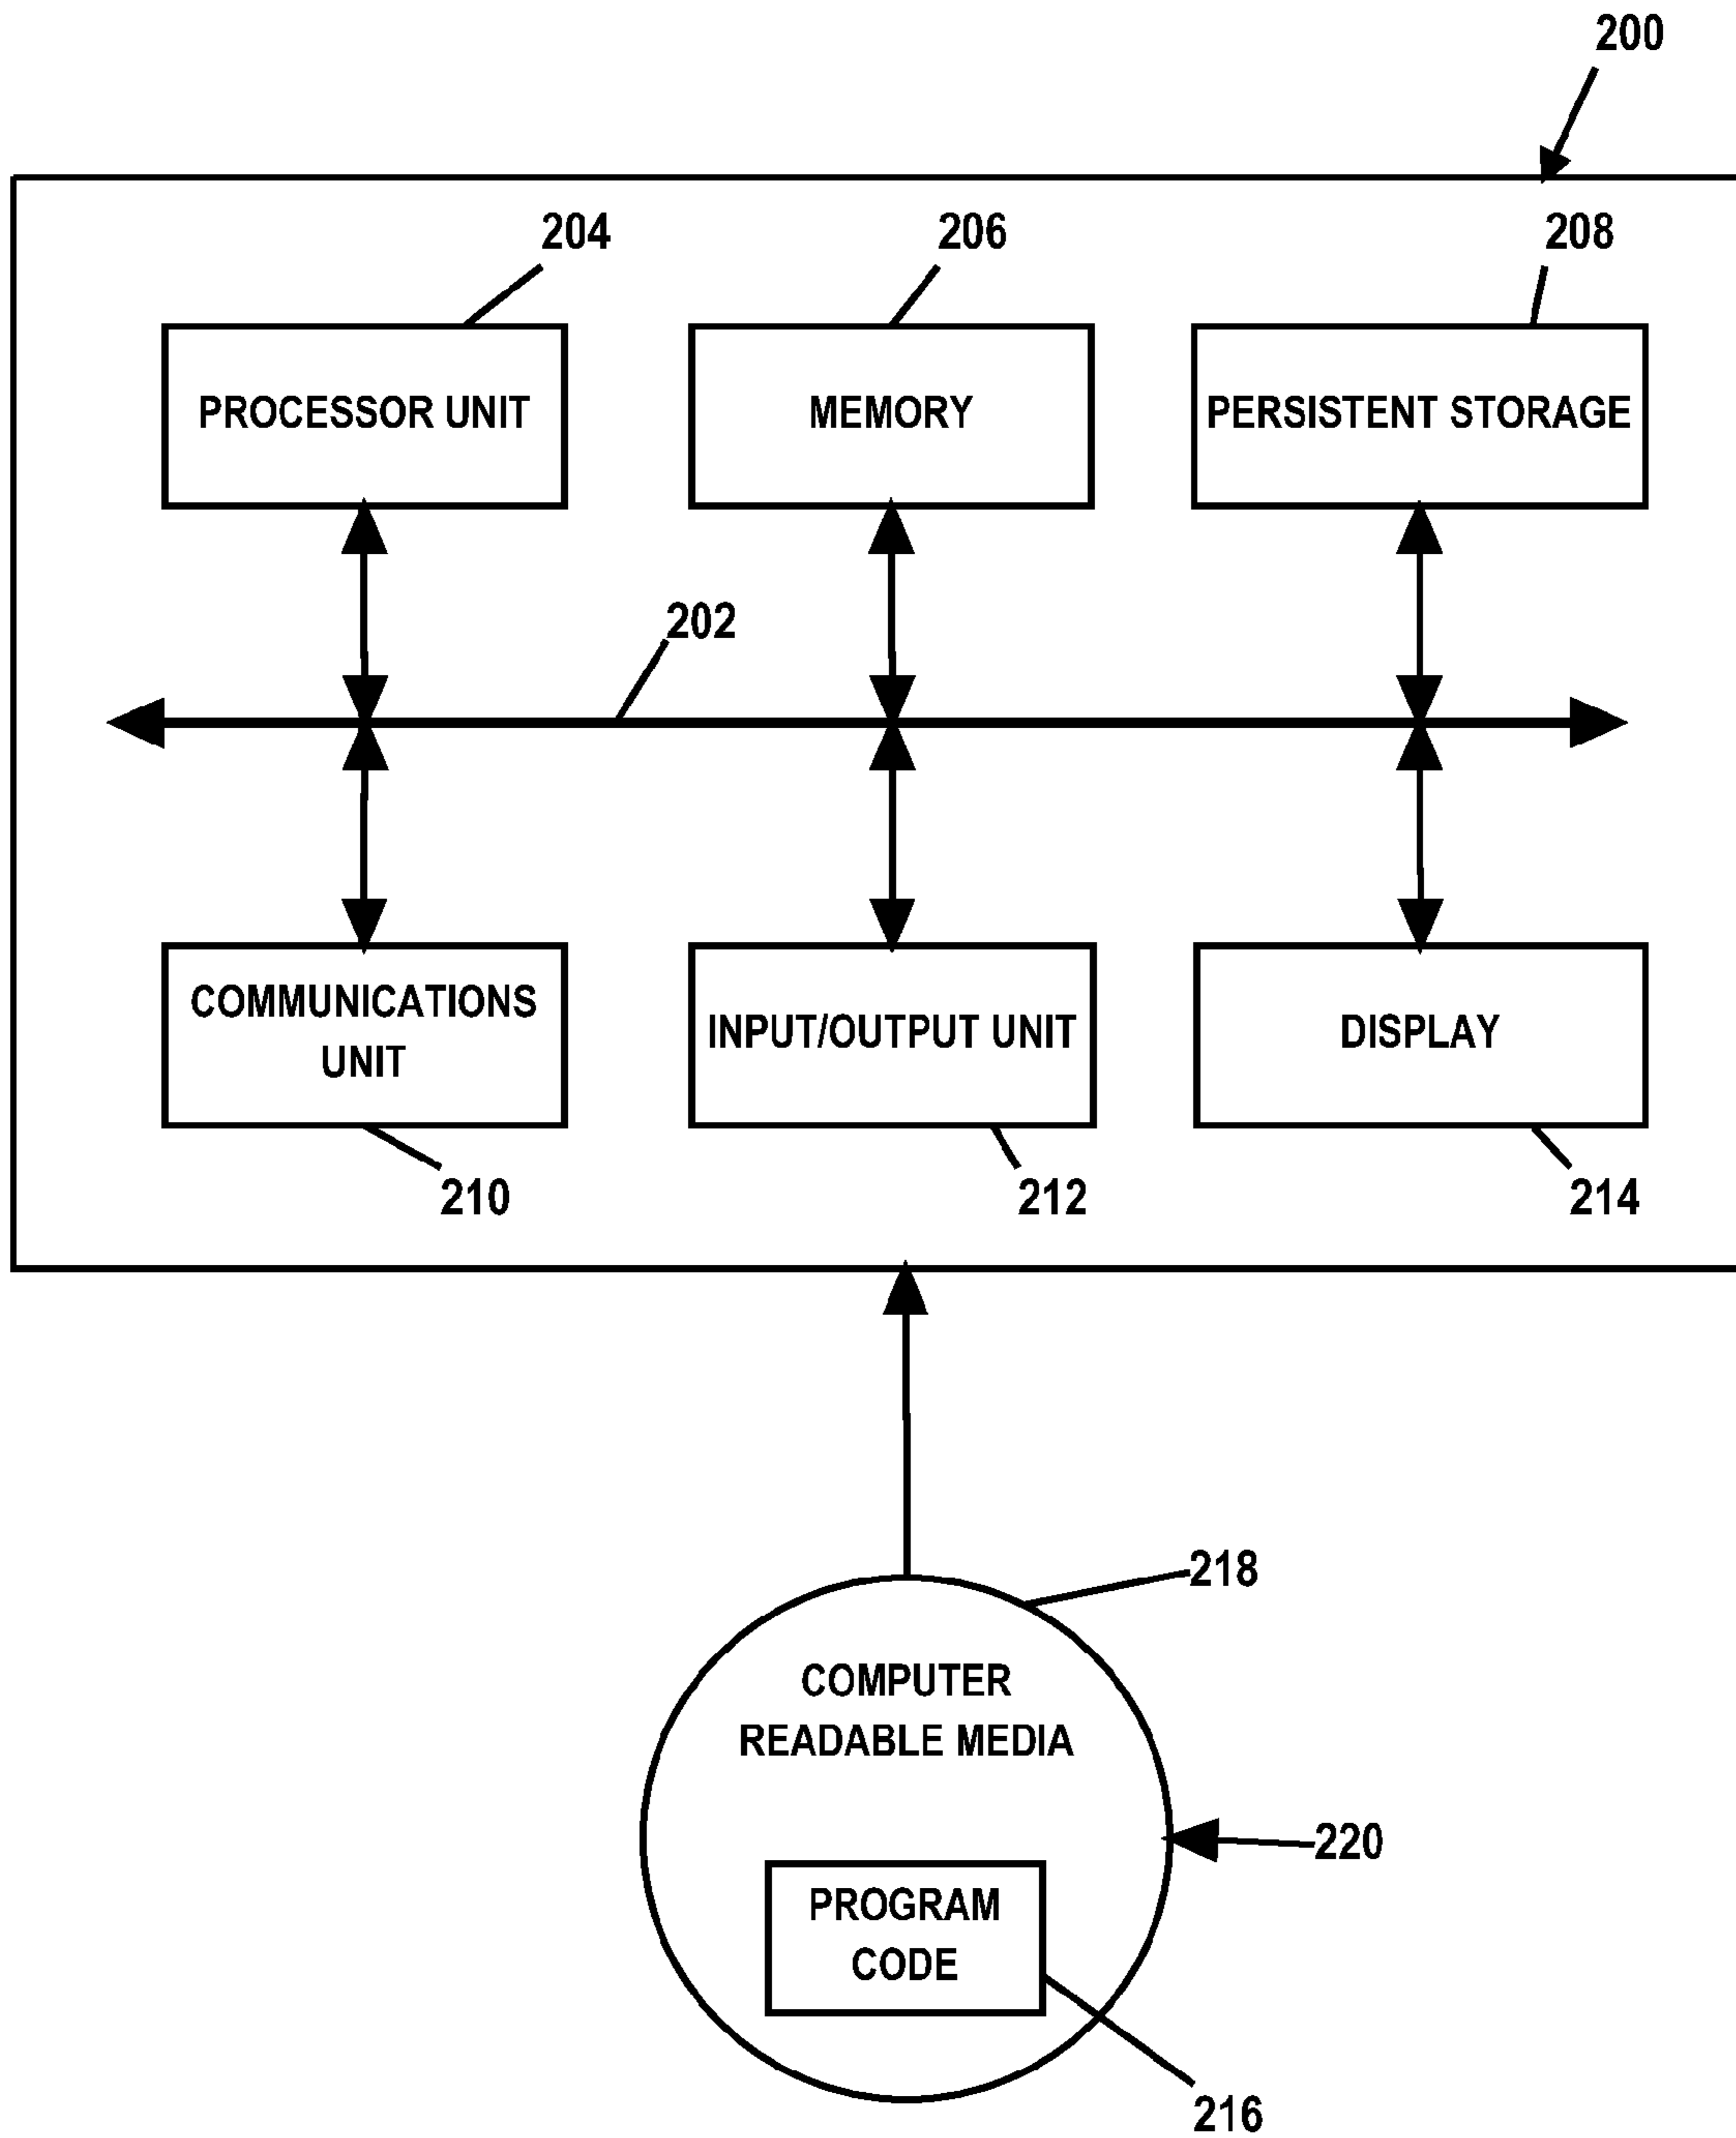 200
204
206
208
PROCESSOR UNIT
MEMORY
PERSISTENT STORAGE
202
COMMUNICATIONS
UNIT
INPUT/OUTPUT UNIT
DISPLAY
210
212
214
218
COMPUTER
READABLE MEDIA
220
PROGRAM
CODE
216